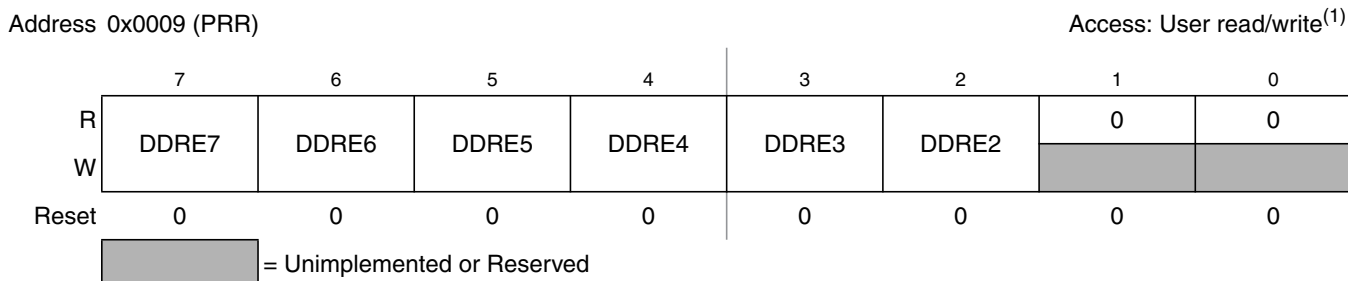 Address 0x0009 (PRR) Access: User read/write(1)
7 6 5 4 3 2 1 0
R DDRE7 DDRE6 DDRE5 DDRE4 DDRE3 DDRE2 0 0
W
Reset 0 0 0 0 0 0 0 0
= Unimplemented or Reserved